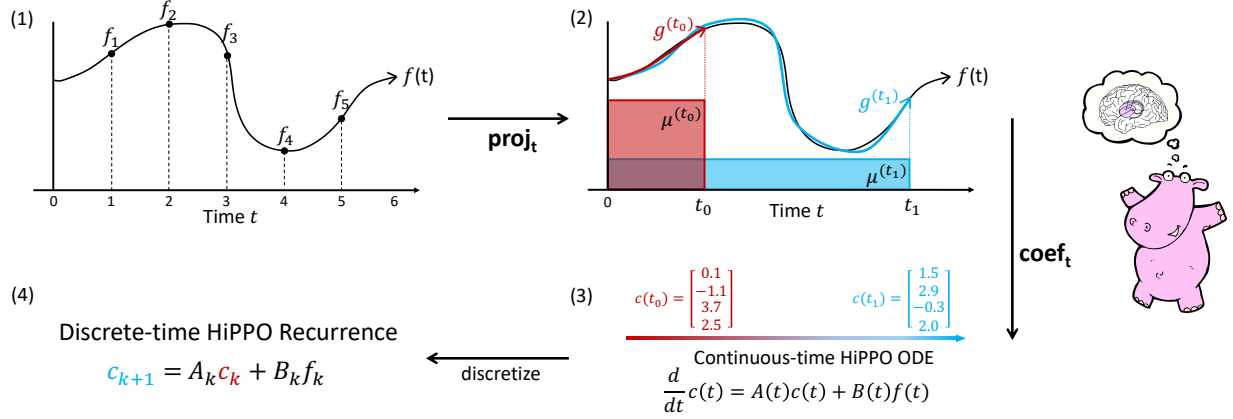 (1)
f₁
f₂
f₃
f₄
f₅
f(t)
0 1 2 3 4 5 6
Time t
proj_t
(2)
g^(t₀)
f(t)
g^(t₁)
μ^(t₀)
μ^(t₁)
0 t₀ Time t t₁
coef_t
(3)
c(t₀) = [0.1 −1.1 3.7 2.5]
c(t₁) = [1.5 2.9 −0.3 2.0]
Continuous-time HiPPO ODE
d/dt c(t) = A(t)c(t) + B(t)f(t)
discretize
(4)
Discrete-time HiPPO Recurrence
c_{k+1} = A_k c_k + B_k f_k